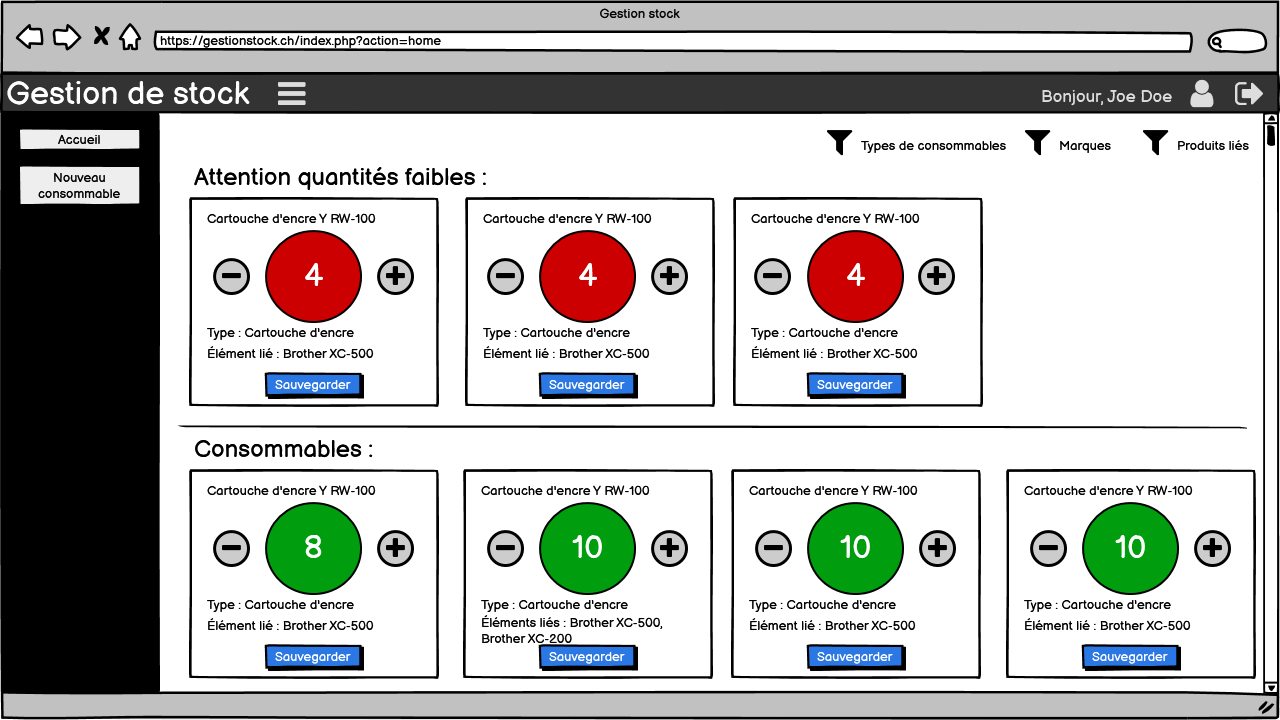 Gestion stock
https://gestionstock.ch/index.php?action=home
Gestion de stock
Bonjour, Joe Doe
Accueil
Nouveau
consommable
Types de consommables
Marques
Produits liés
Attention quantités faibles :
Cartouche d'encre Y RW-100
4
Type : Cartouche d'encre
Élément lié : Brother XC-500
Sauvegarder
Cartouche d'encre Y RW-100
4
Type : Cartouche d'encre
Élément lié : Brother XC-500
Sauvegarder
Cartouche d'encre Y RW-100
4
Type : Cartouche d'encre
Élément lié : Brother XC-500
Sauvegarder
Consommables :
Cartouche d'encre Y RW-100
8
Type : Cartouche d'encre
Élément lié : Brother XC-500
Sauvegarder
Cartouche d'encre Y RW-100
10
Type : Cartouche d'encre
Éléments liés : Brother XC-500,
Brother XC-200
Sauvegarder
Cartouche d'encre Y RW-100
10
Type : Cartouche d'encre
Élément lié : Brother XC-500
Sauvegarder
Cartouche d'encre Y RW-100
10
Type : Cartouche d'encre
Élément lié : Brother XC-500
Sauvegarder